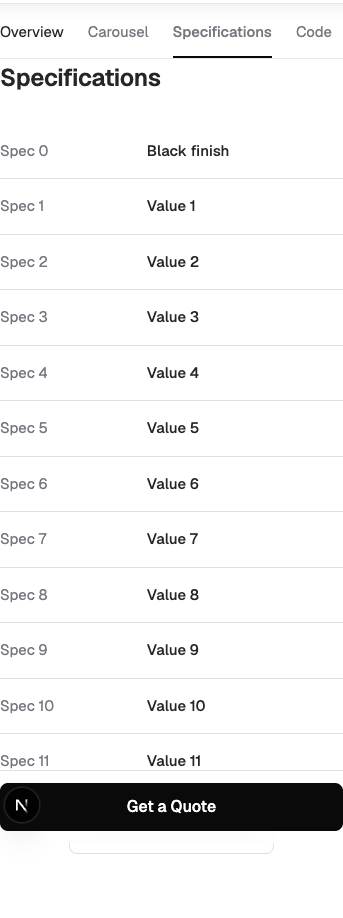 Overview Carousel Specifications Code
Specifications
Spec 0 Black finish
Spec 1 Value 1
Spec 2 Value 2
Spec 3 Value 3
Spec 4 Value 4
Spec 5 Value 5
Spec 6 Value 6
Spec 7 Value 7
Spec 8 Value 8
Spec 9 Value 9
Spec 10 Value 10
Spec 11 Value 11
N Get a Quote